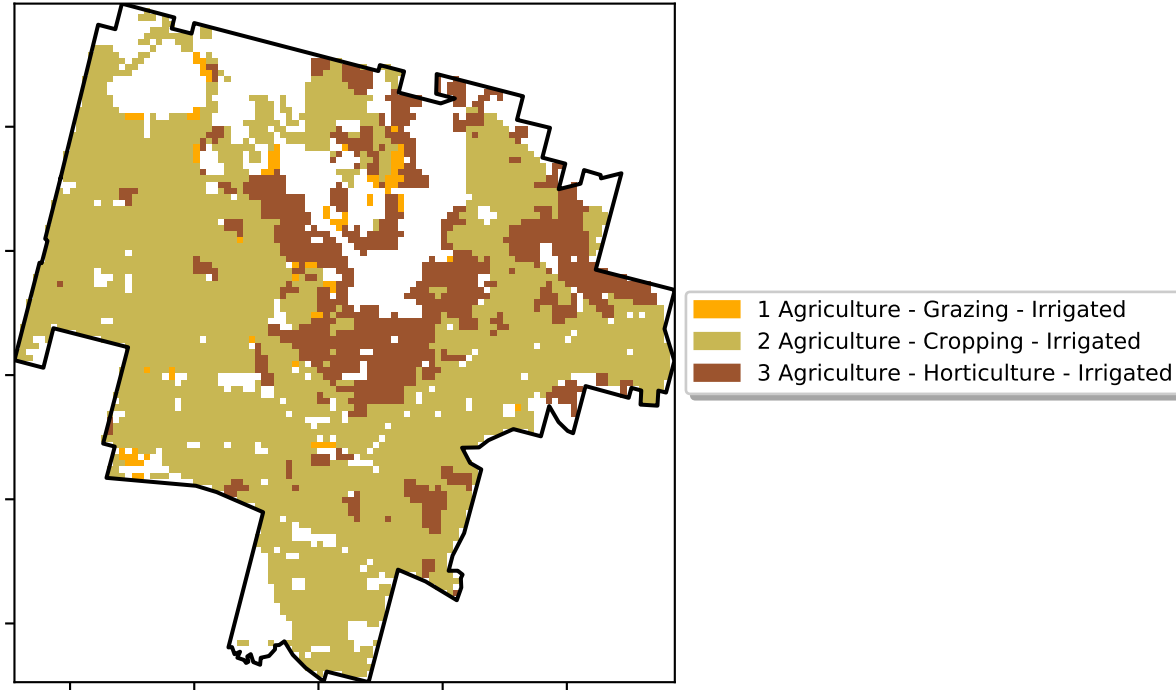 1 Agriculture - Grazing - Irrigated
2 Agriculture - Cropping - Irrigated
3 Agriculture - Horticulture - Irrigated